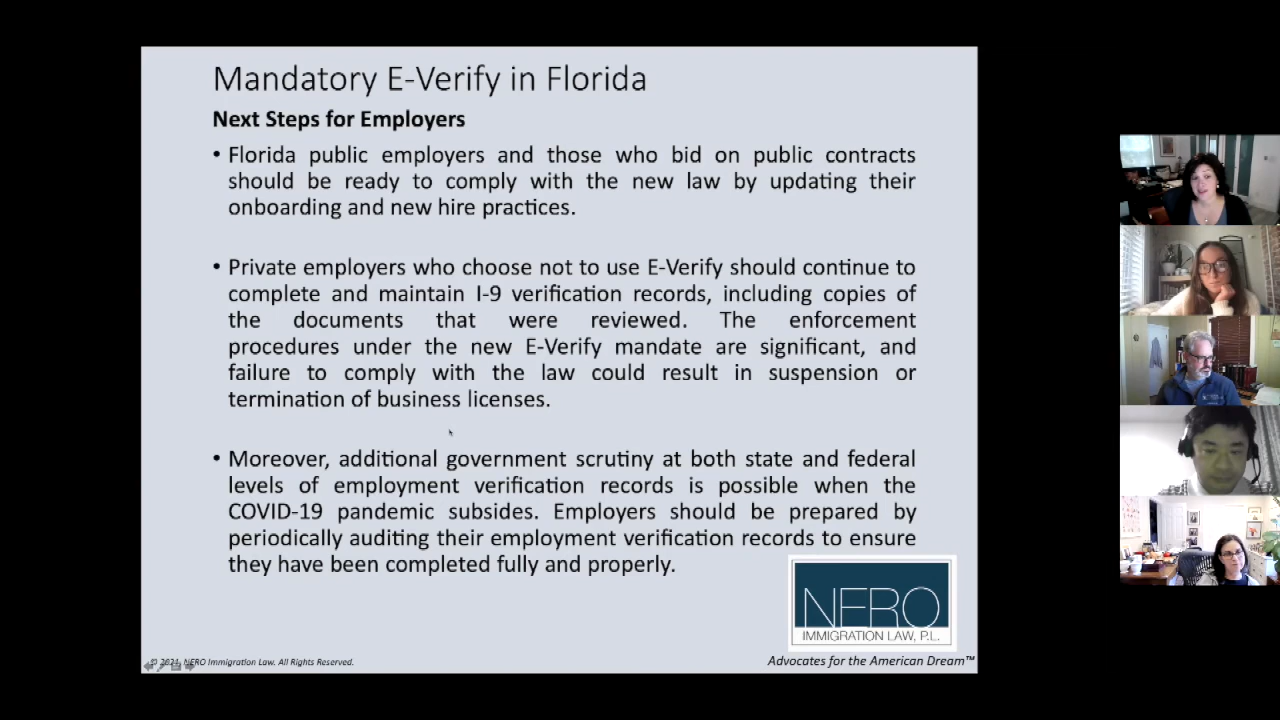 Mandatory E-Verify in Florida
Next Steps for Employers
• Florida public employers and those who bid on public contracts
should be ready to comply with the new law by updating their
onboarding and new hire practices.
• Private employers who choose not to use E-Verify should continue to
complete and maintain I-9 verification records, including copies of
the documents that were reviewed. The enforcement
procedures under the new E-Verify mandate are significant, and
failure to comply with the law could result in suspension or
termination of business licenses.
• Moreover, additional government scrutiny at both state and federal
levels of employment verification records is possible when the
COVID-19 pandemic subsides. Employers should be prepared by
periodically auditing their employment verification records to ensure
they have been completed fully and properly.
NERO
IMMIGRATION LAW, P.L.
© 2021, NERO Immigration Law. All Rights Reserved.
Advocates for the American Dream™